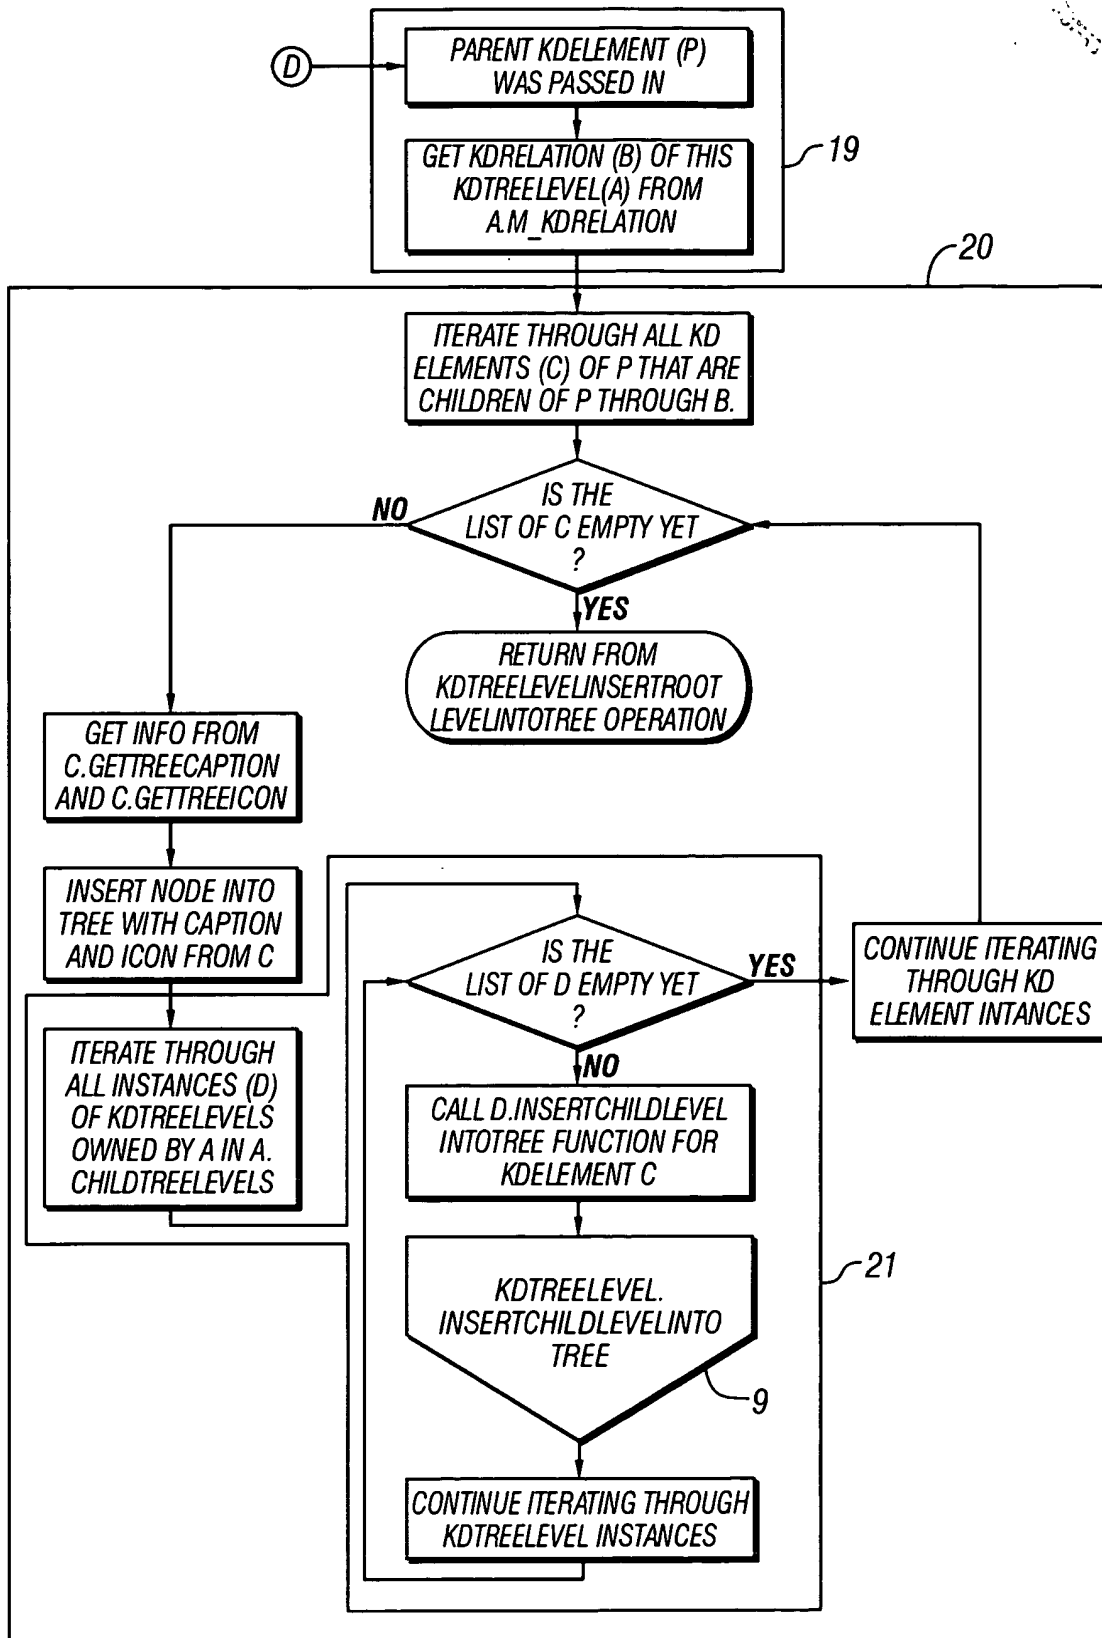 D
PARENT KDELEMENT (P)
WAS PASSED IN
GET KDRELATION (B) OF THIS
KDTREELEVEL(A) FROM
A.M_KDRELATION
19
20
ITERATE THROUGH ALL KD
ELEMENTS (C) OF P THAT ARE
CHILDREN OF P THROUGH B.
NO
IS THE
LIST OF C EMPTY YET
?
YES
RETURN FROM
KDTREELEVEL.INSERTROOT
LEVELINTOTREE OPERATION
GET INFO FROM
C.GETTREECAPTION
AND C.GETTREEICON
INSERT NODE INTO
TREE WITH CAPTION
AND ICON FROM C
ITERATE THROUGH
ALL INSTANCES (D)
OF KDTREELEVELS
OWNED BY A IN A.
CHILDTREELEVELS
IS THE
LIST OF D EMPTY YET
?
YES
CONTINUE ITERATING
THROUGH KD
ELEMENT INTANCES
NO
CALL D.INSERTCHILDLEVEL
INTOTREE FUNCTION FOR
KDELEMENT C
KDTREELEVEL.
INSERTCHILDLEVELINTO
TREE
21
9
CONTINUE ITERATING THROUGH
KDTREELEVEL INSTANCES